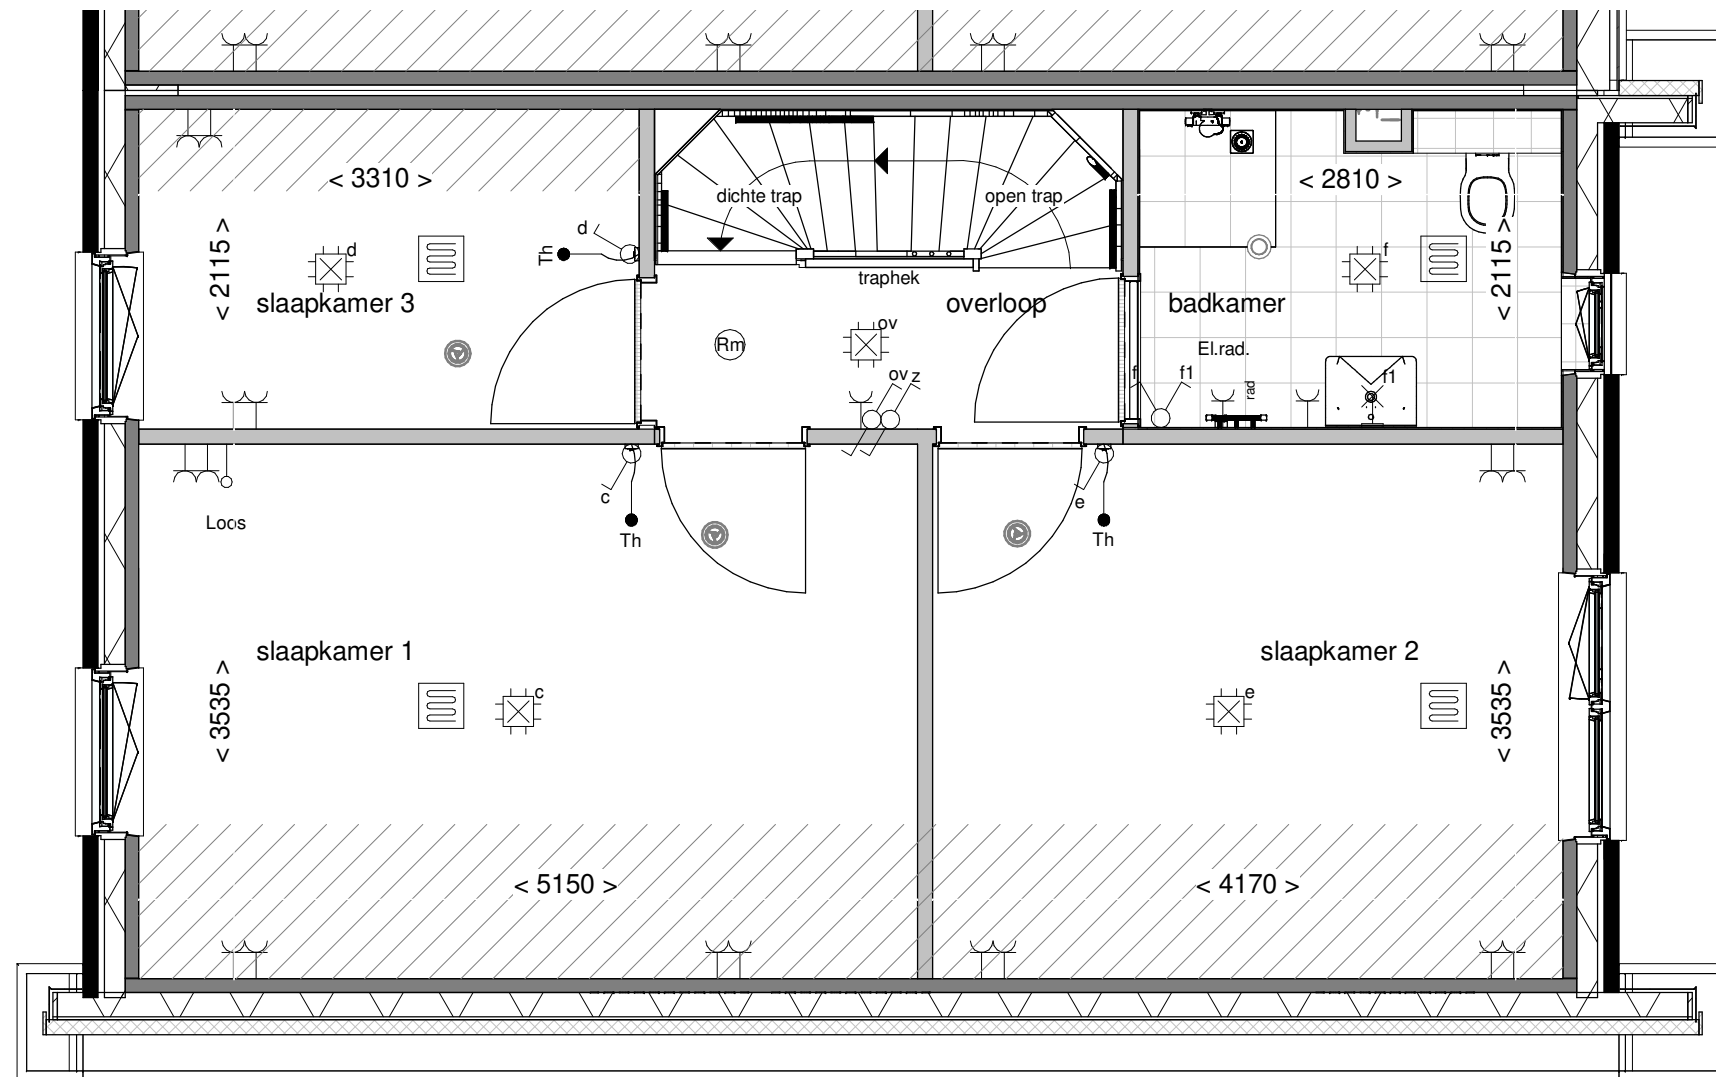 < 3310 >
< 2810 >
dichte trap
open trap
d
Th
d
f
< 2115 >
< 2115 >
traphek
slaapkamer 3
overloop
badkamer
ov
Rm
El.rad.
ov z
f
f1
rad
f1
c
e
Loos
Th
Th
slaapkamer 1
slaapkamer 2
c
e
< 3535 >
< 3535 >
< 5150 >
< 4170 >